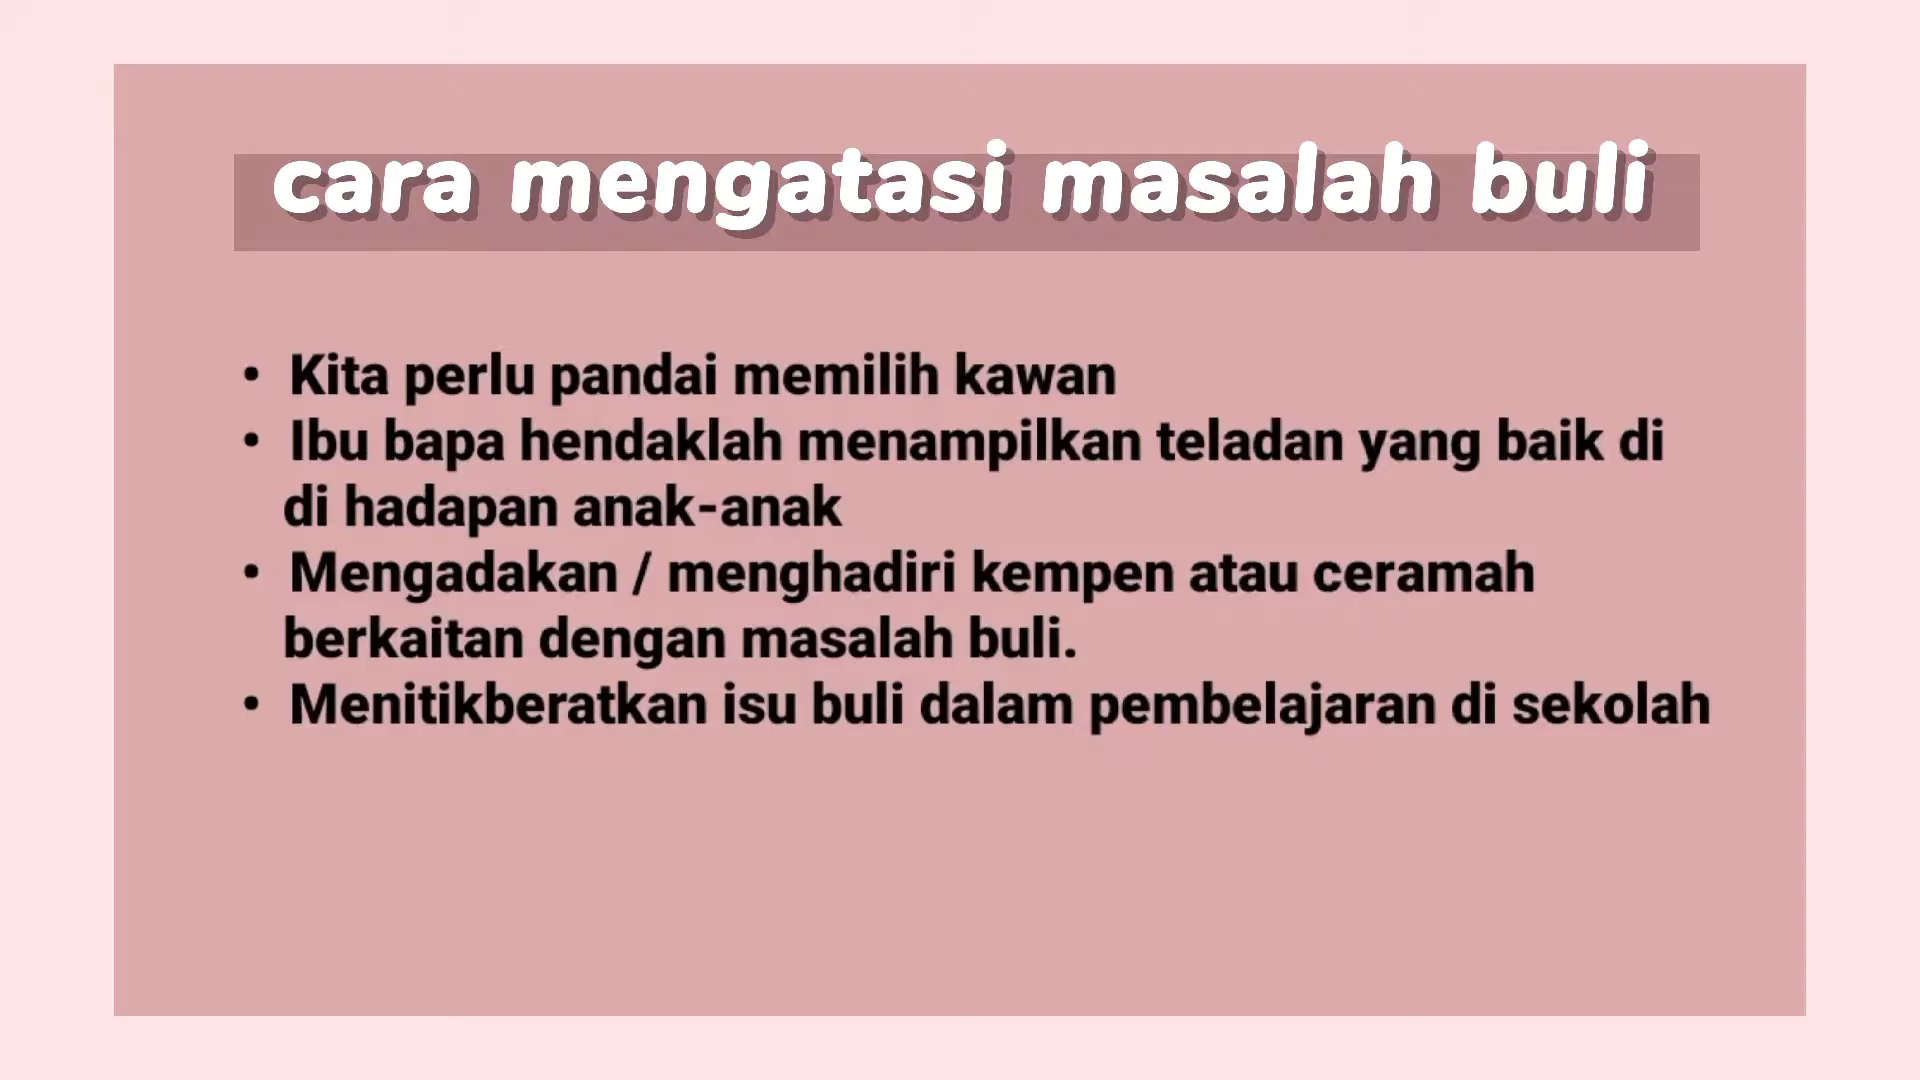 cara mengatasi masalah buli
• Kita perlu pandai memilih kawan
• Ibu bapa hendaklah menampilkan teladan yang baik di
di hadapan anak-anak
• Mengadakan / menghadiri kempen atau ceramah
berkaitan dengan masalah buli.
• Menitikberatkan isu buli dalam pembelajaran di sekolah